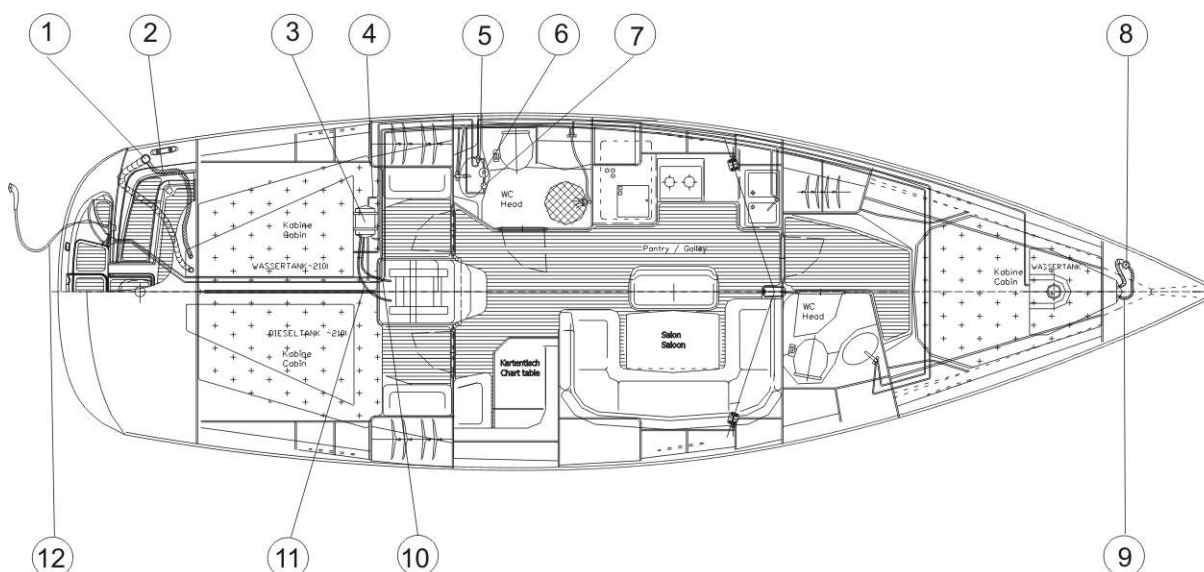 1 2 3 4 5 6 7 8
WC
Head
Kabine
Cabin
Pantry / Galley
WASSERTANK~210l
Kabine
Cabin
WASSERTANK
WC
Head
DIESELTANK ~210l
Kabine
Cabin
Salon
Saloon
Kartentisch
Chart table
12 11 10 9